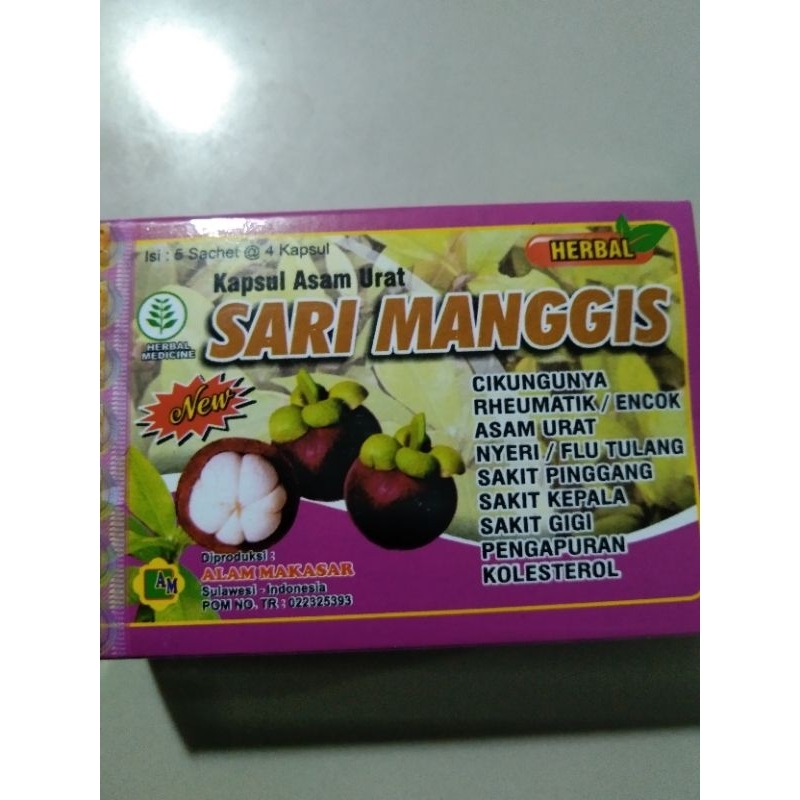 Isi : 5 Sachet @ 4 Kapsul
HERBAL
Kapsul Asam Urat
SARI MANGGIS
HERBAL
MEDICINE
New
CIKUNGUNYA
RHEUMATIK / ENCOK
ASAM URAT
NYERI / FLU TULANG
SAKIT PINGGANG
SAKIT KEPALA
SAKIT GIGI
PENGAPURAN
KOLESTEROL
Diproduksi :
ALAM MAKASAR
Sulawesi - Indonesia
POM NO. TR : 022325393
AM